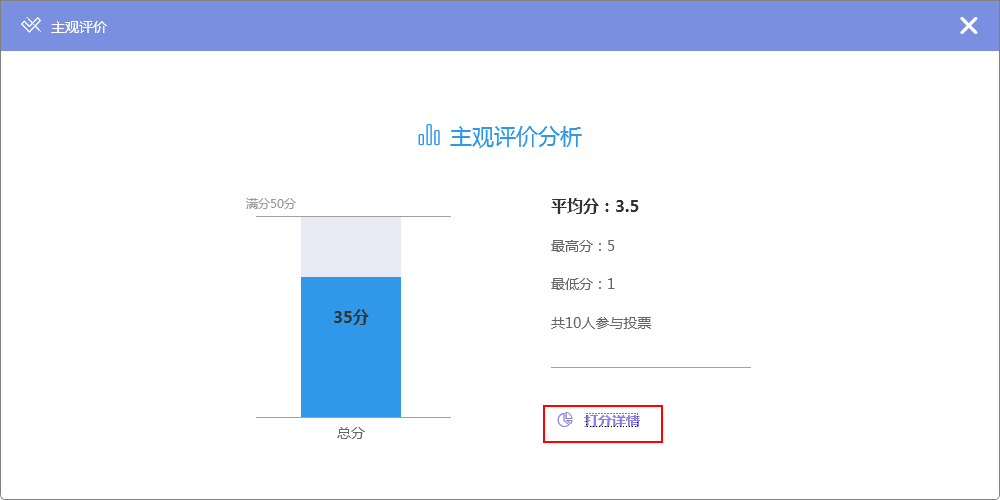 主观评价
主观评价分析
满分50分
35分
总分
平均分：3.5
最高分：5
最低分：1
共10人参与投票
打分详情